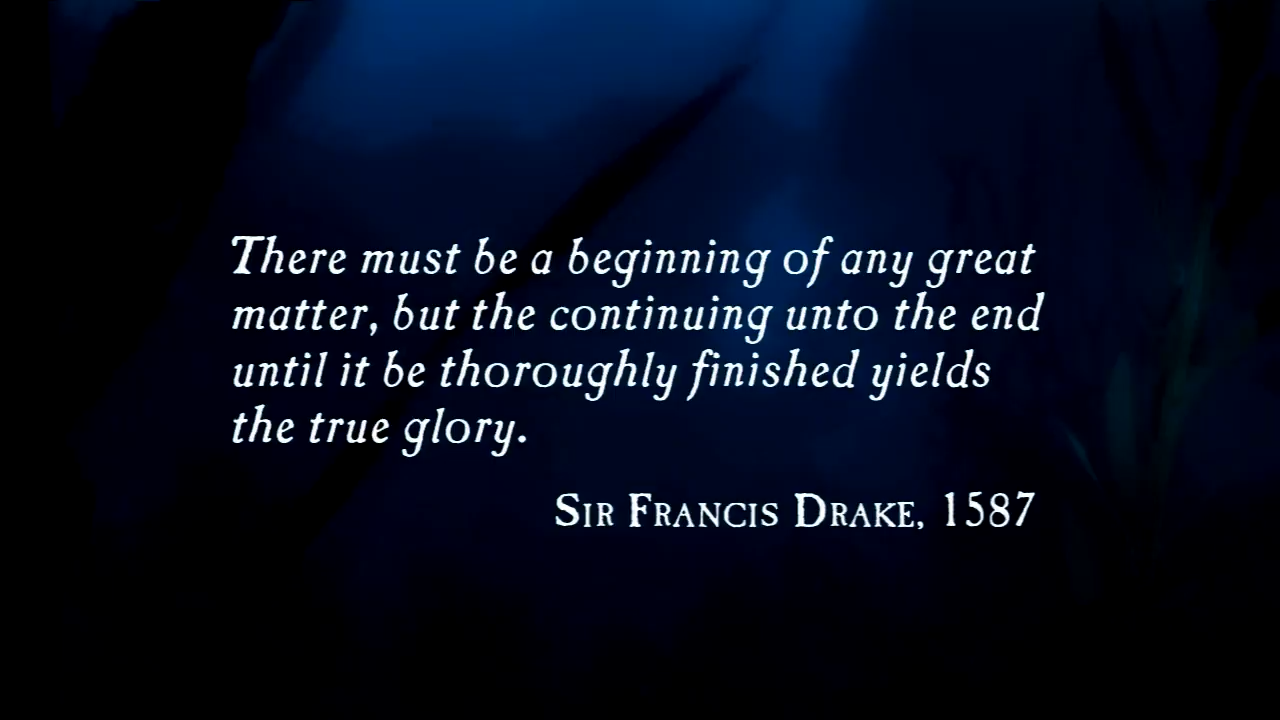 There must be a beginning of any great
matter, but the continuing unto the end
until it be thoroughly finished yields
the true glory.
Sir Francis Drake, 1587